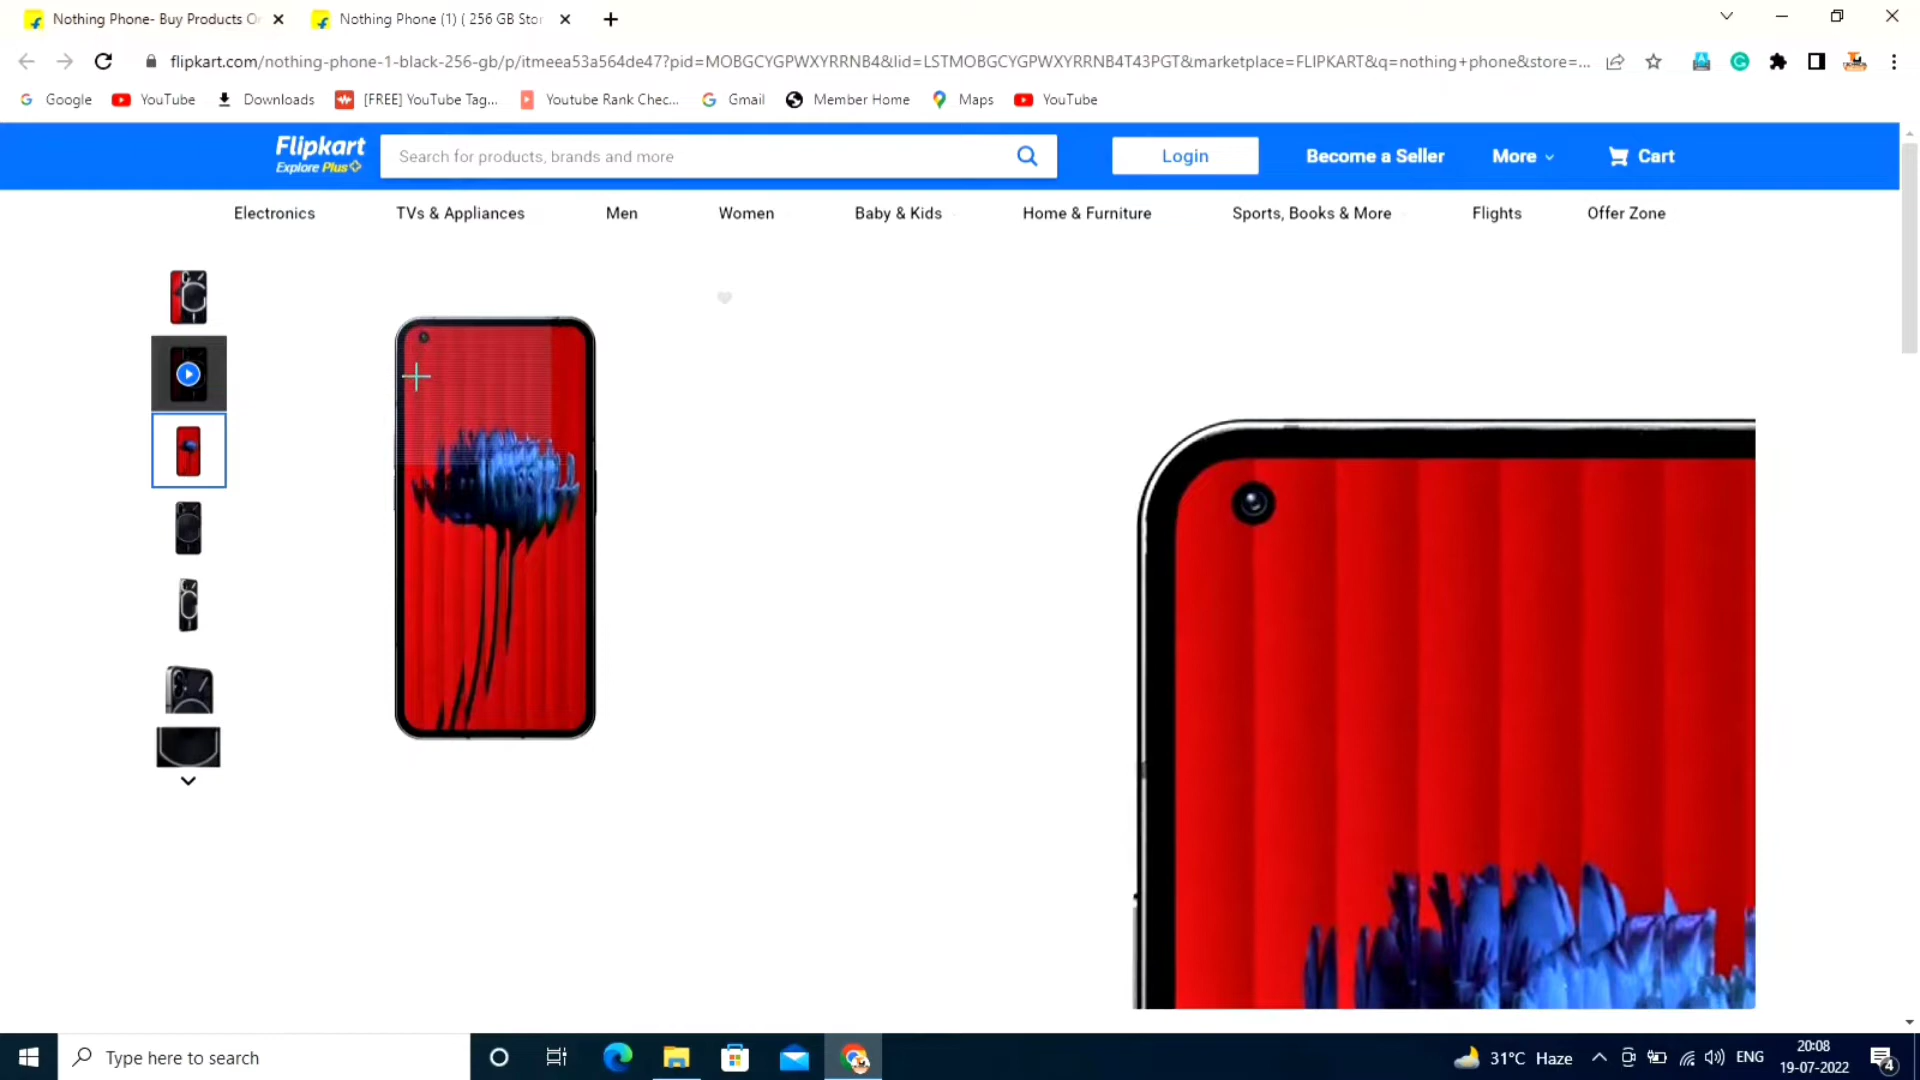 Nothing Phone- Buy Products O
Nothing Phone (1) ( 256 GB Stor
flipkart.com/nothing-phone-1-black-256-gb/p/itmeea53a564de47?pid=MOBGCYGPWXYRRNB4&lid=LSTMOBGCYGPWXYRRNB4T43PGT&marketplace=FLIPKART&q=nothing+phone&store=...
Google YouTube Downloads [FREE] YouTube Tag... Youtube Rank Chec... Gmail Member Home Maps YouTube
Flipkart
Explore Plus
Search for products, brands and more
Login
Become a Seller
More
Cart
Electronics TVs & Appliances Men Women Baby & Kids Home & Furniture Sports, Books & More Flights Offer Zone
Type here to search
31°C Haze
ENG
20:08
19-07-2022
4